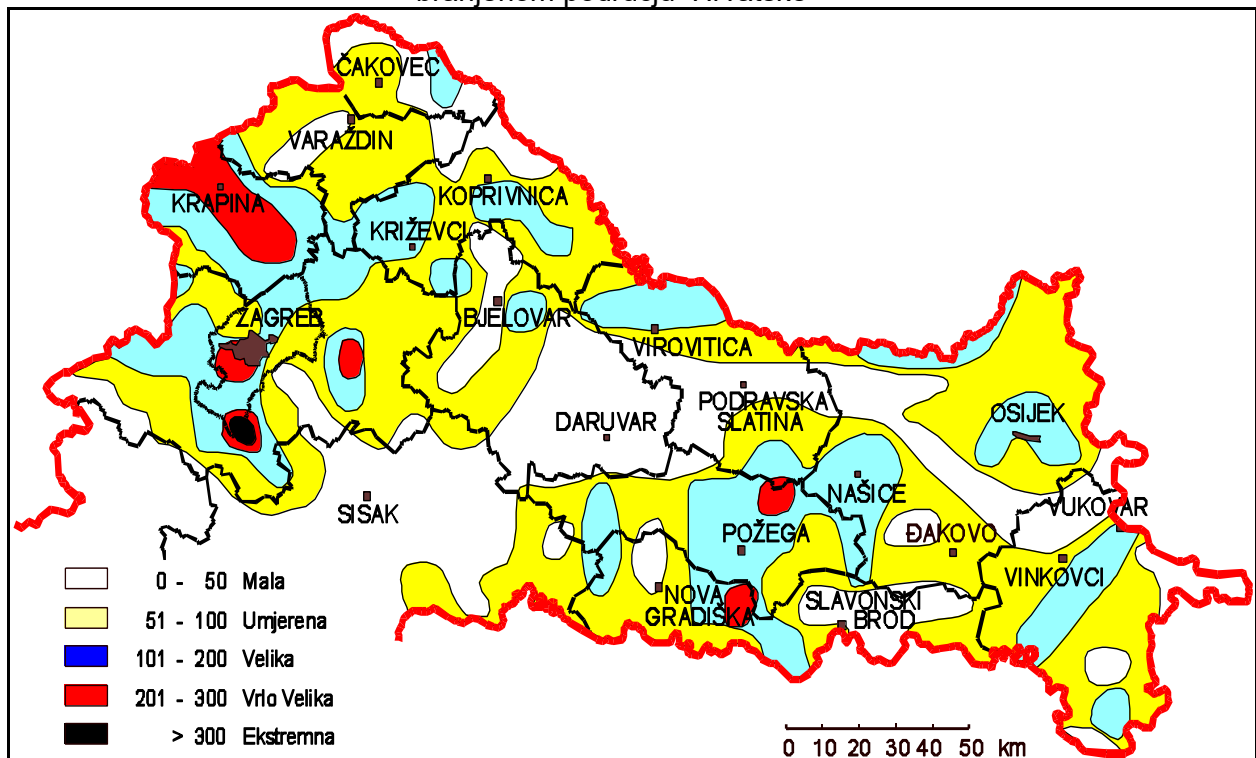 ČAKOVEC
VARAŽDIN
KRAPINA
KOPRIVNICA
KRIŽEVCI
ZAGREB
BJELOVAR
VIROVITICA
PODRAVSKA
SLATINA
DARUVAR
OSIJEK
SISAK
NAŠICE
VUKOVAR
POŽEGA
ĐAKOVO
VINKOVCI
NOVA
GRADIŠKA
SLAVONSKI
BROD
0 - 50 Mala
51 - 100 Umjerena
101 - 200 Velika
201 - 300 Vrlo Velika
> 300 Ekstremna
0 10 20 30 40 50 km